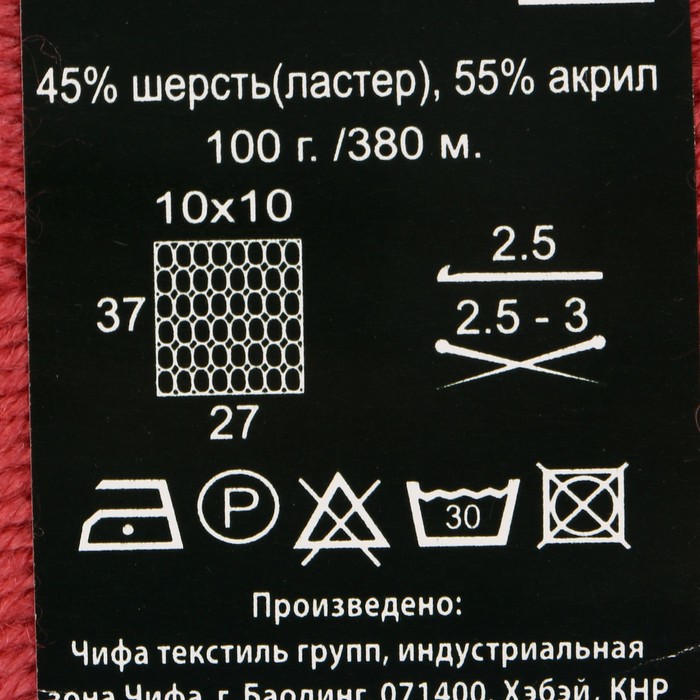 45% шерсть(ластер), 55% акрил
100 г. /380 м.
10x10
37
27
2.5
2.5 - 3
P
30
Произведено:
Чифа текстиль групп, индустриальная
зона Чифа, г. Баодинг, 071400, Хэбэй, КНР